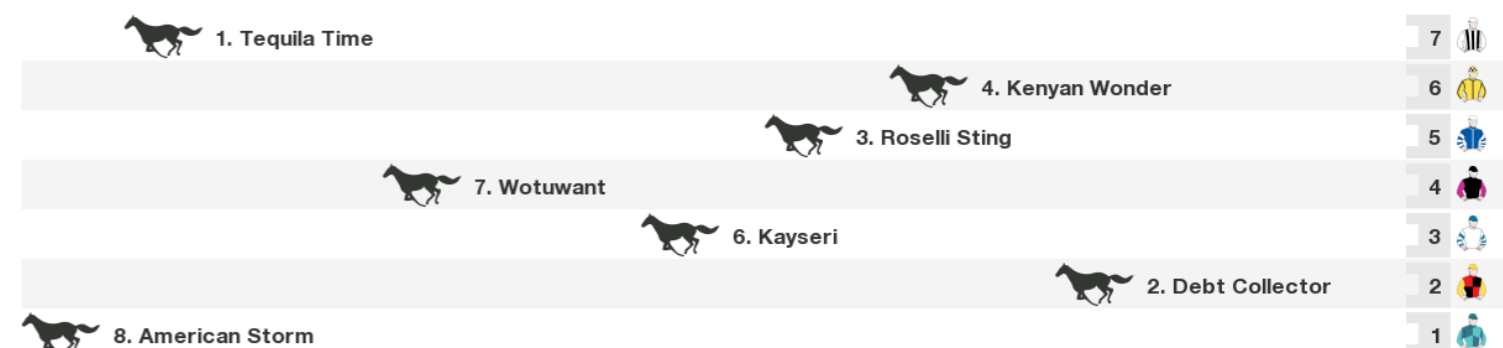 1. Tequila Time 7
4. Kenyan Wonder 6
3. Roselli Sting 5
7. Wotuwant 4
6. Kayseri 3
2. Debt Collector 2
8. American Storm 1